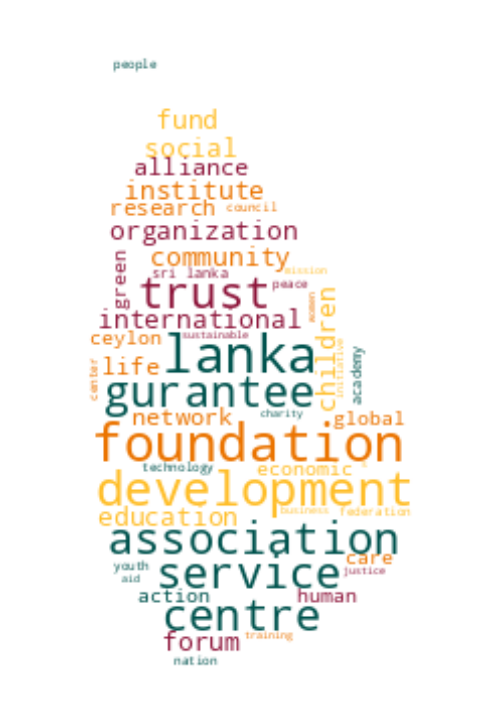 people
fund
social
alliance
institute
research council
organization
community
green
sri lanka mission
trust peace
women
international
children
sustainable
ceylon lanka
initiative
academy
center
life
gurantee
network charity global
foundation
technology economic
development
education business federation
association
care
youth service justice
aid
action human
centre
forum training
nation